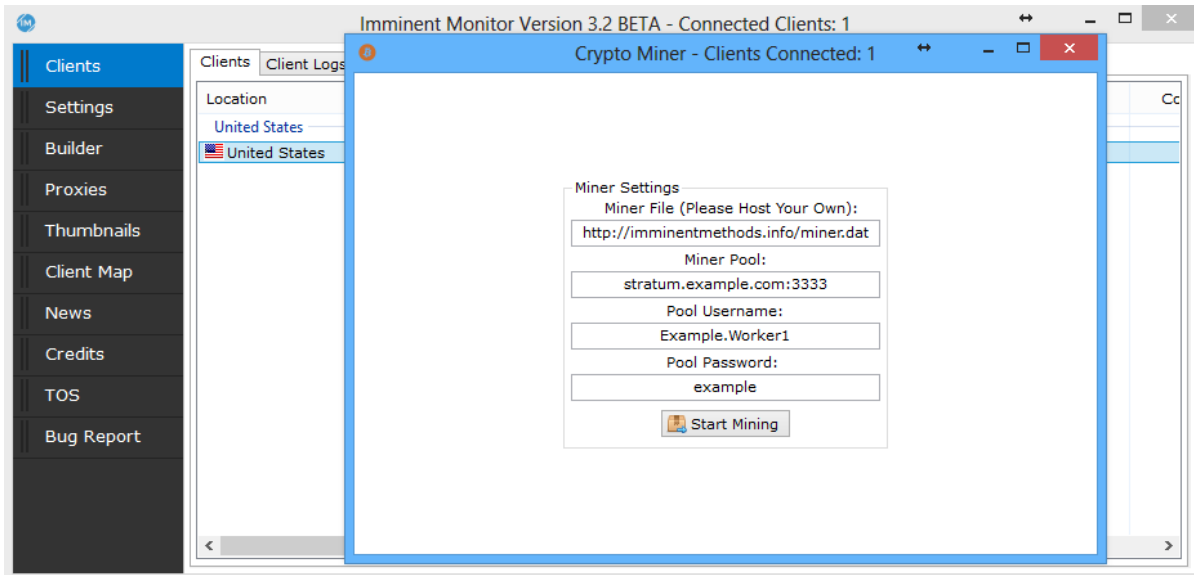 Imminent Monitor Version 3.2 BETA - Connected Clients: 1
Crypto Miner - Clients Connected: 1
Clients
Settings
Builder
Proxies
Thumbnails
Client Map
News
Credits
TOS
Bug Report
Clients Client Logs
Location
United States
United States
Miner Settings
Miner File (Please Host Your Own):
http://imminentmethods.info/miner.dat
Miner Pool:
stratum.example.com:3333
Pool Username:
Example.Worker1
Pool Password:
example
Start Mining